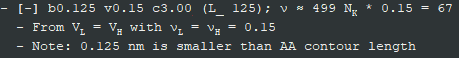 - [-] b0.125 v0.15 c3.00 (L_ 125); ν ≈ 499 N_K * 0.15 = 67
- From V_L = V_H with ν_L = ν_H = 0.15
- Note: 0.125 nm is smaller than AA contour length